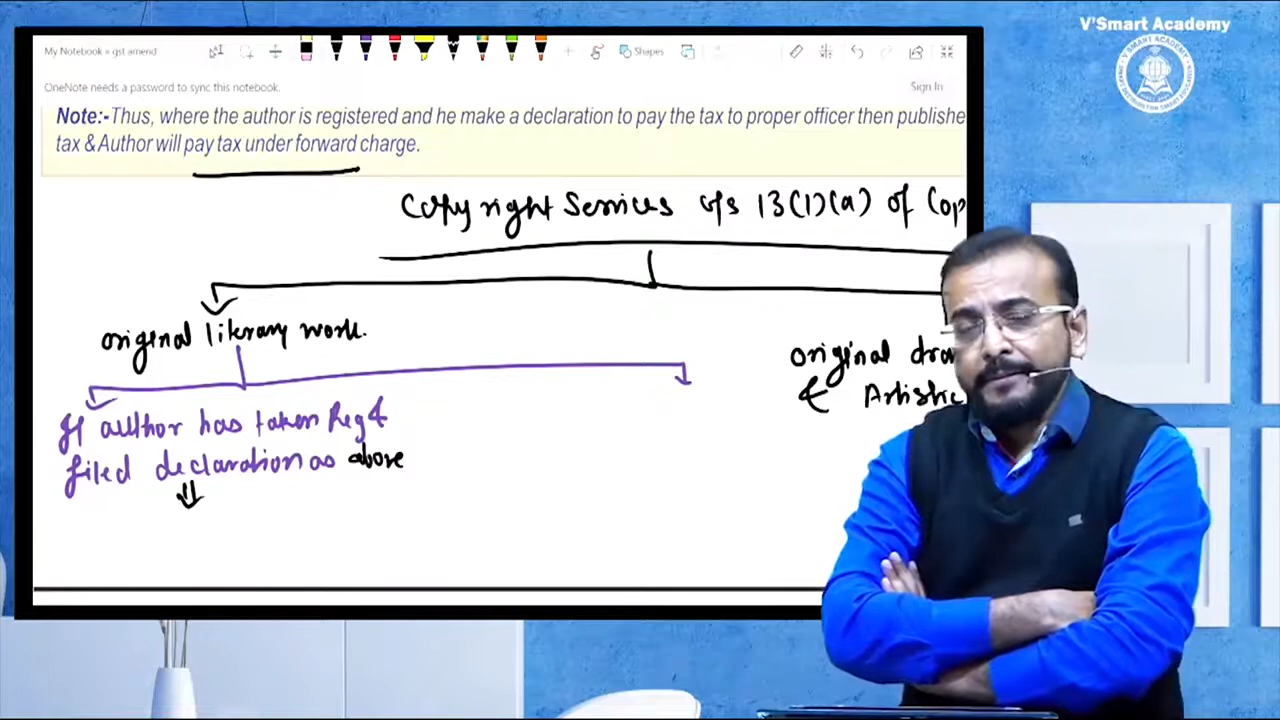 V'Smart Academy
My Notebook » gst amend
Shapes
OneNote needs a password to sync this notebook.
Sign In
Note:-Thus, where the author is registered and he make a declaration to pay the tax to proper officer then publishe
tax & Author will pay tax under forward charge.
Copyright Services u/s 13(1)(a) of Cop
original literary work.
original dra
& Artistic
If author has taken Reg &
filed declaration as above